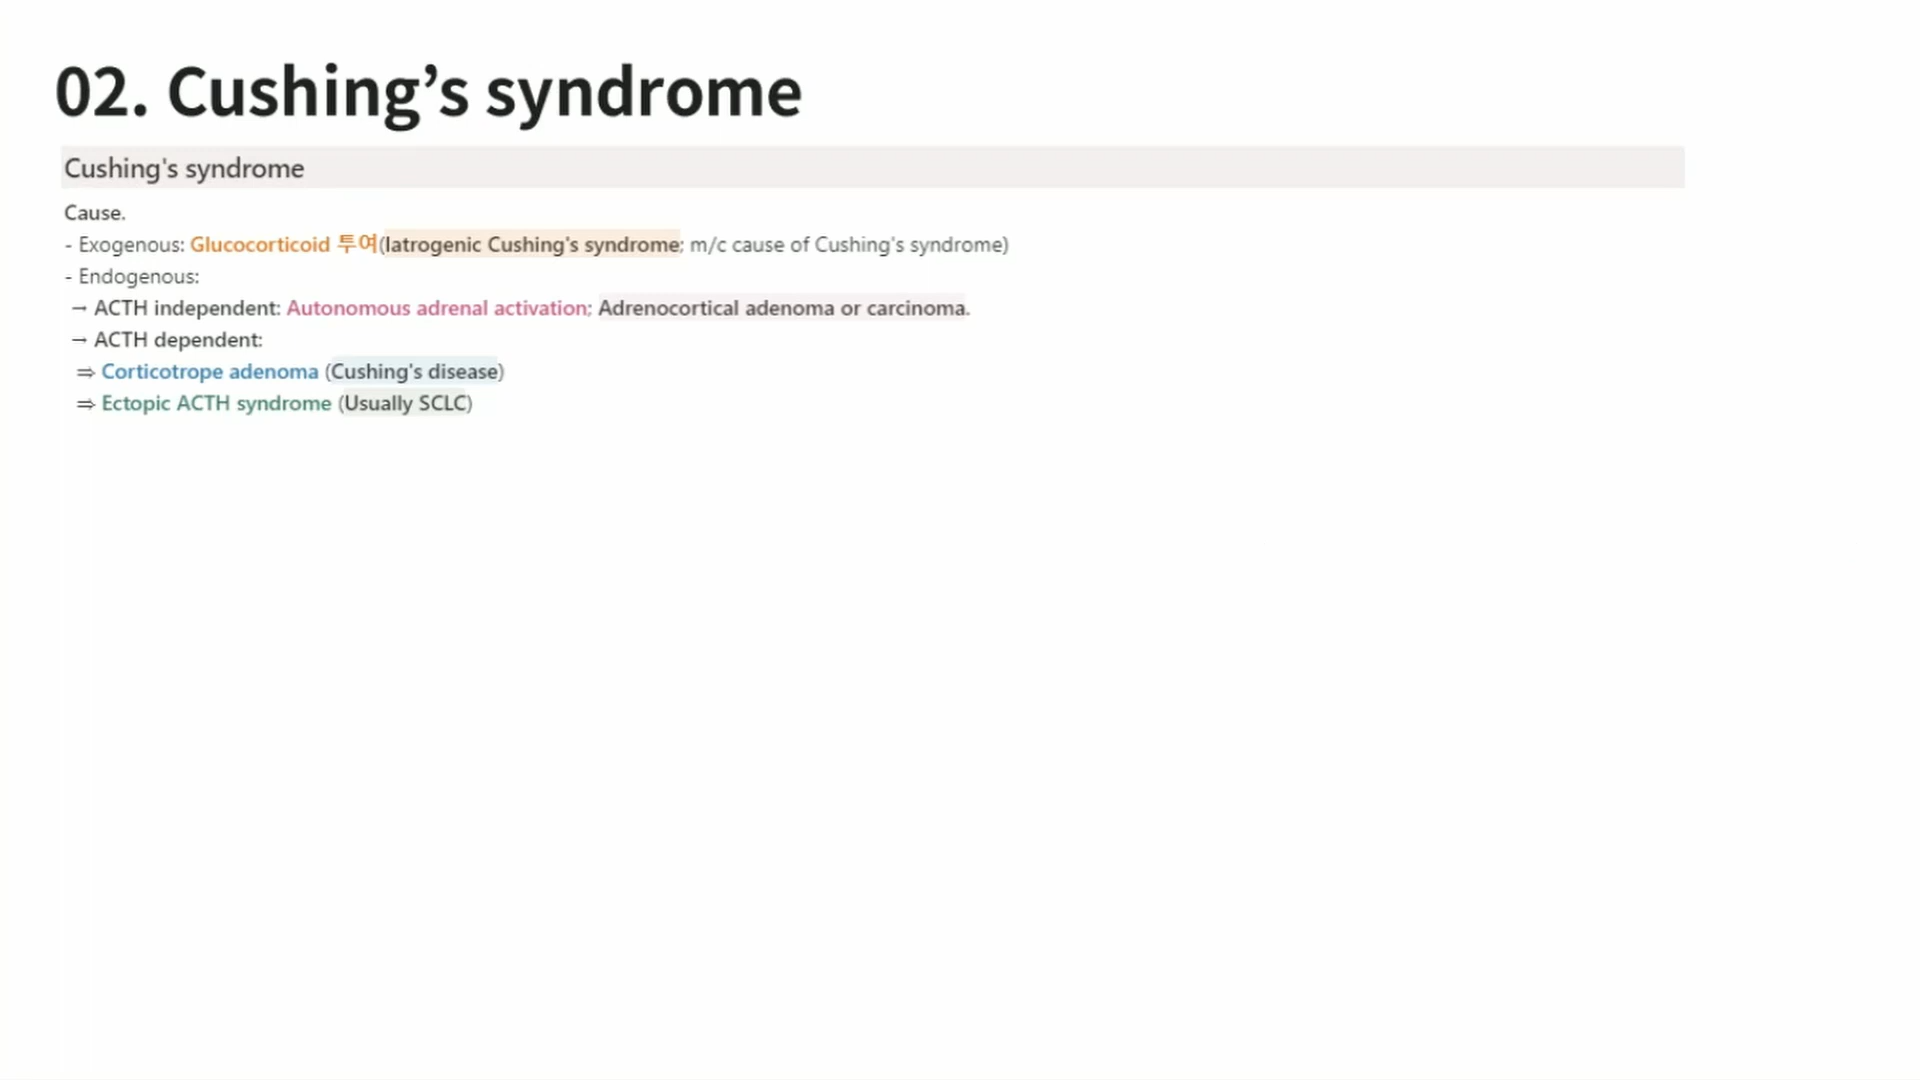 02. Cushing’s syndrome
Cushing's syndrome
Cause.
- Exogenous: Glucocorticoid 투여(Iatrogenic Cushing's syndrome; m/c cause of Cushing's syndrome)
- Endogenous:
→ ACTH independent: Autonomous adrenal activation; Adrenocortical adenoma or carcinoma.
→ ACTH dependent:
⇒ Corticotrope adenoma (Cushing's disease)
⇒ Ectopic ACTH syndrome (Usually SCLC)